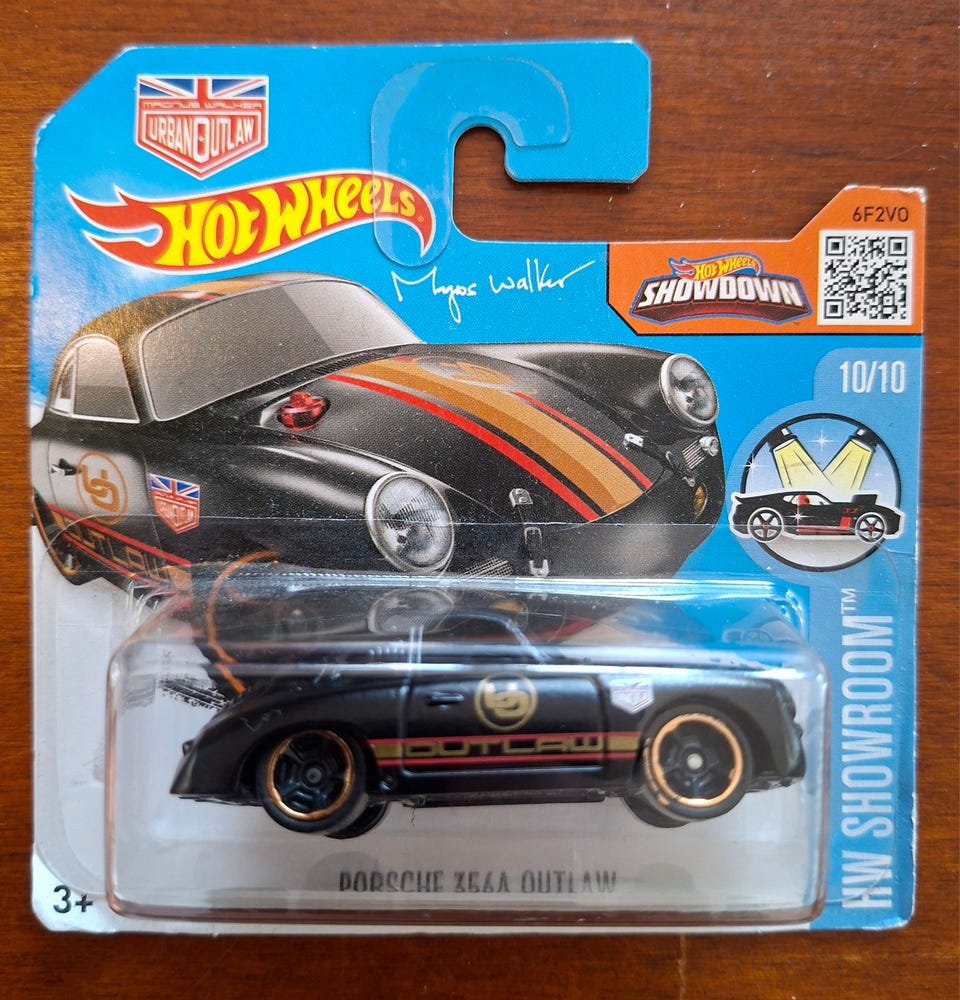 MAGNUS WALKER
URBAN OUTLAW
HOT WHEELS
Magnus Walker
6F2V0
HOT WHEELS
SHOWDOWN
10/10
HW SHOWROOM™
OUTLAW
OUTLAW
PORSCHE 356A OUTLAW
3+